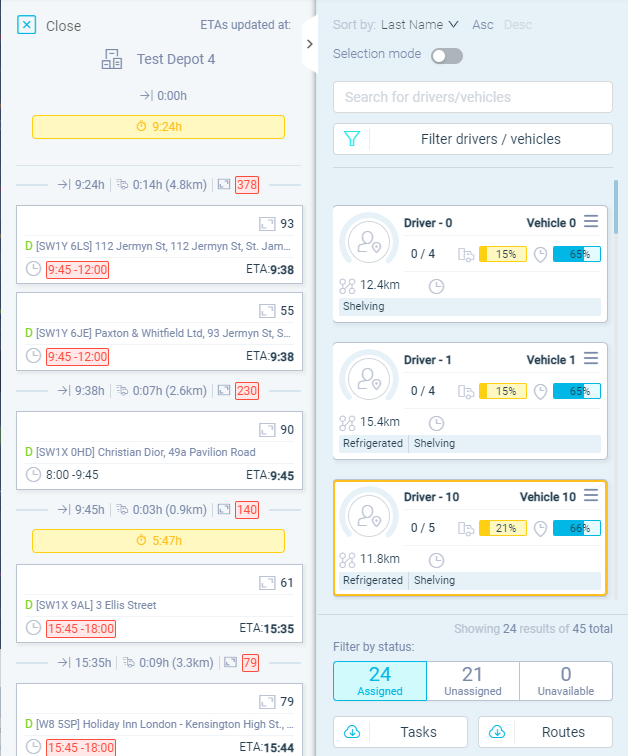 Close
ETAs updated at:
Test Depot 4
0:00h
9:24h
9:24h 0:14h (4.8km) 378
93
D [SW1Y 6LS] 112 Jermyn St, 112 Jermyn St, St. Jam...
9:45 -12:00 ETA:9:38
55
D [SW1Y 6JE] Paxton & Whitfield Ltd, 93 Jermyn St, S...
9:45 -12:00 ETA:9:38
9:38h 0:07h (2.6km) 230
90
D [SW1X 0HD] Christian Dior, 49a Pavilion Road
8:00 -9:45 ETA:9:45
9:45h 0:03h (0.9km) 140
5:47h
61
D [SW1X 9AL] 3 Ellis Street
15:45 -18:00 ETA:15:35
15:35h 0:09h (3.3km) 79
79
D [W8 5SP] Holiday Inn London - Kensington High St., ...
15:45 -18:00 ETA:15:44
Sort by: Last Name Asc Desc
Selection mode
Search for drivers/vehicles
Filter drivers / vehicles
Driver - 0 Vehicle 0
0 / 4 15% 65%
12.4km
Shelving
Driver - 1 Vehicle 1
0 / 4 15% 65%
15.4km
Refrigerated Shelving
Driver - 10 Vehicle 10
0 / 5 21% 66%
11.8km
Refrigerated Shelving
Showing 24 results of 45 total
Filter by status:
24 21 0
Assigned Unassigned Unavailable
Tasks Routes